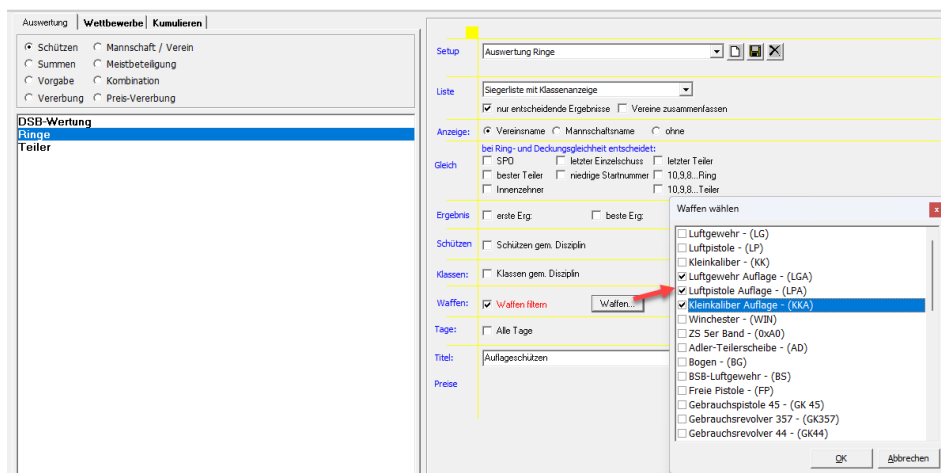 Auswertung Wettbewerbe Kumulieren
Schützen Mannschaft / Verein
Summen Meistbeteiligung
Vorgabe Kombination
Vererbung Preis-Vererbung
DSB-Wertung
Ringe
Teiler
Setup Auswertung Ringe
Liste Siegerliste mit Klassenanzeige
nur entscheidende Ergebnisse Vereine zusammenfassen
Anzeige: Vereinsname Mannschaftsname ohne
bei Ring- und Deckungsgleichheit entscheidet:
Gleich SPO letzter Einzelschuss letzter Teiler
bester Teiler niedrige Startnummer 10,9,8...Ring
Innenzehner 10,9,8...Teiler
Ergebnis erste Erg: beste Erg:
Schützen Schützen gem. Disziplin
Klassen: Klassen gem. Disziplin
Waffen: Waffen filtern Waffen...
Tage: Alle Tage
Titel: Auflageschützen
Preise
Waffen wählen
Luftgewehr - (LG)
Luftpistole - (LP)
Kleinkaliber - (KK)
Luftgewehr Auflage - (LGA)
Luftpistole Auflage - (LPA)
Kleinkaliber Auflage - (KKA)
Winchester - (WIN)
ZS 5er Band - (0xA0)
Adler-Teilerscheibe - (AD)
Bogen - (BG)
BSB-Luftgewehr - (BS)
Freie Pistole - (FP)
Gebrauchspistole 45 - (GK 45)
Gebrauchsrevolver 357 - (GK357)
Gebrauchsrevolver 44 - (GK44)
OK Abbrechen